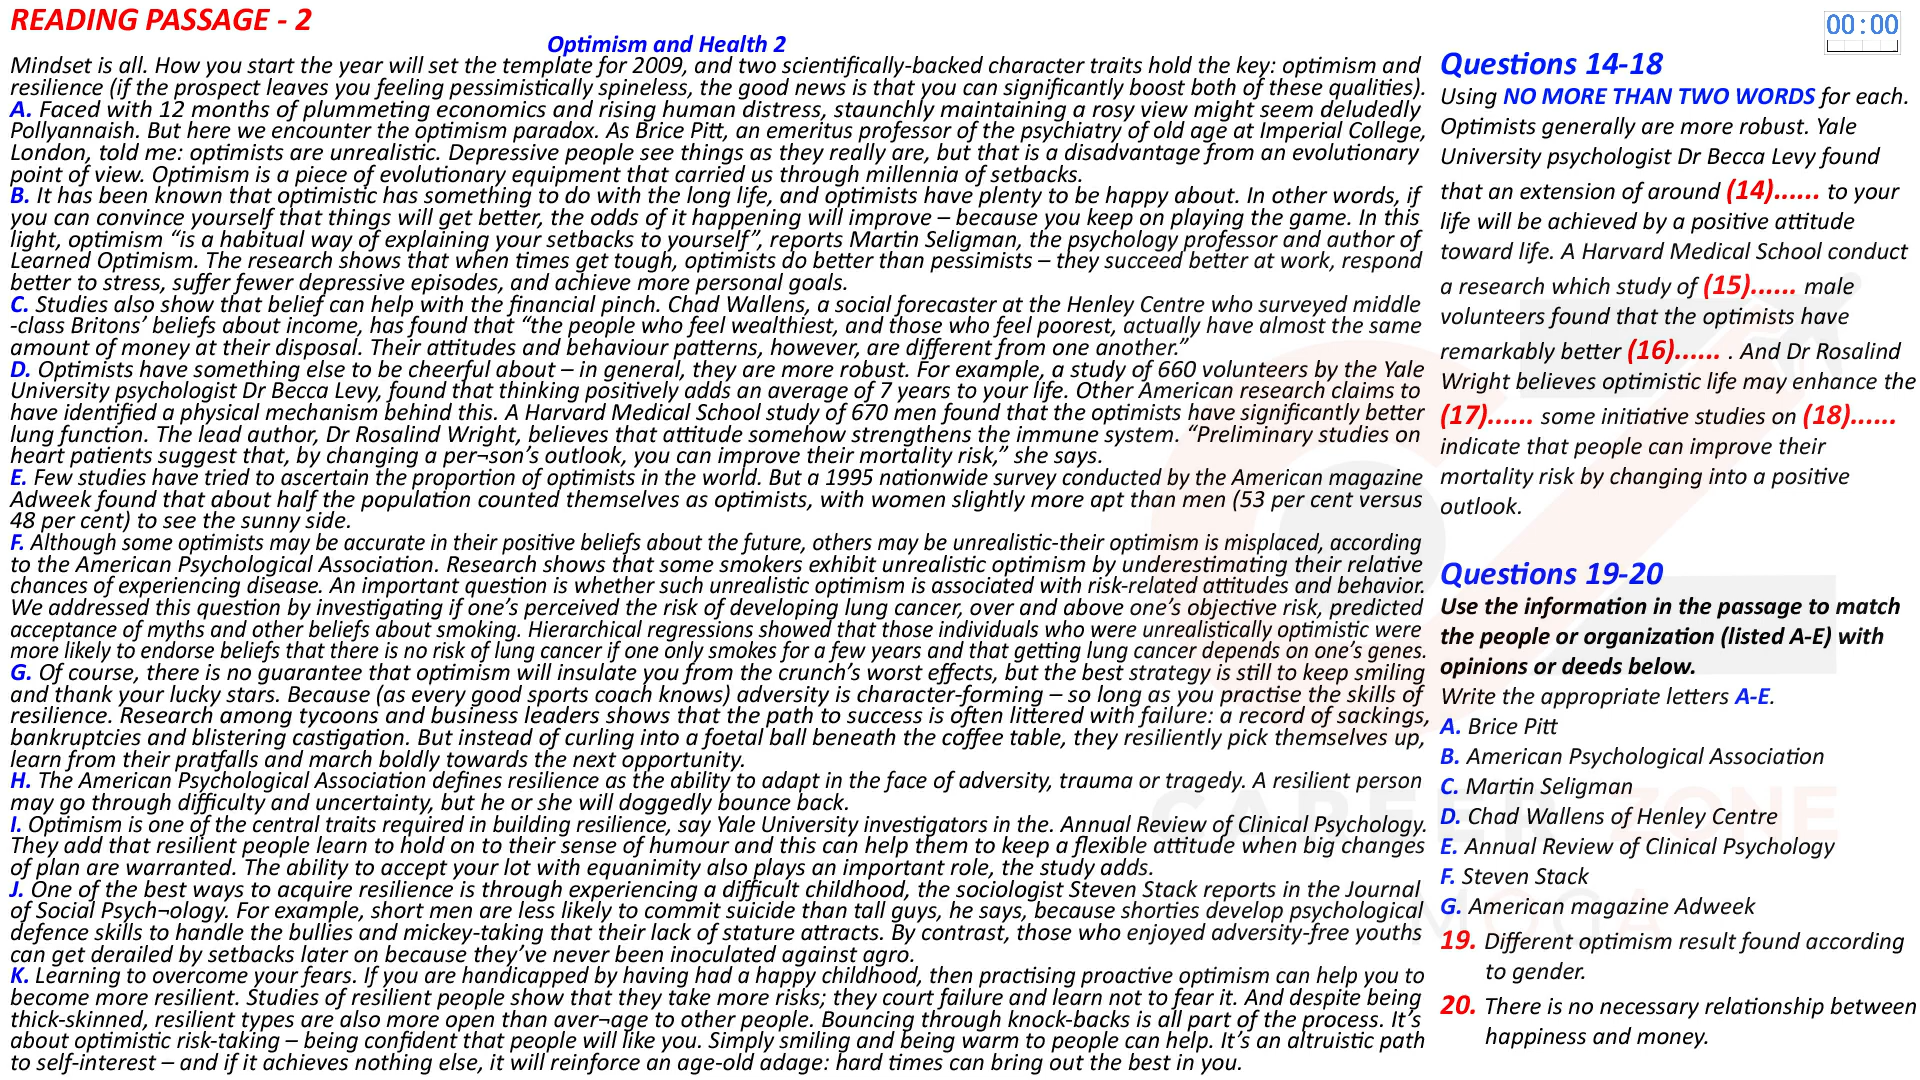 READING PASSAGE - 2
Optimism and Health 2
Mindset is all. How you start the year will set the template for 2009, and two scientifically-backed character traits hold the key: optimism and
resilience (if the prospect leaves you feeling pessimistically spineless, the good news is that you can significantly boost both of these qualities).
A. Faced with 12 months of plummeting economics and rising human distress, staunchly maintaining a rosy view might seem deludedly
Pollyannaish. But here we encounter the optimism paradox. As Brice Pitt, an emeritus professor of the psychiatry of old age at Imperial College,
London, told me: optimists are unrealistic. Depressive people see things as they really are, but that is a disadvantage from an evolutionary
point of view. Optimism is a piece of evolutionary equipment that carried us through millennia of setbacks.
B. It has been known that optimistic has something to do with the long life, and optimists have plenty to be happy about. In other words, if
you can convince yourself that things will get better, the odds of it happening will improve – because you keep on playing the game. In this
light, optimism “is a habitual way of explaining your setbacks to yourself”, reports Martin Seligman, the psychology professor and author of
Learned Optimism. The research shows that when times get tough, optimists do better than pessimists – they succeed better at work, respond
better to stress, suffer fewer depressive episodes, and achieve more personal goals.
C. Studies also show that belief can help with the financial pinch. Chad Wallens, a social forecaster at the Henley Centre who surveyed middle
-class Britons’ beliefs about income, has found that “the people who feel wealthiest, and those who feel poorest, actually have almost the same
amount of money at their disposal. Their attitudes and behaviour patterns, however, are different from one another.”
D. Optimists have something else to be cheerful about – in general, they are more robust. For example, a study of 660 volunteers by the Yale
University psychologist Dr Becca Levy, found that thinking positively adds an average of 7 years to your life. Other American research claims to
have identified a physical mechanism behind this. A Harvard Medical School study of 670 men found that the optimists have significantly better
lung function. The lead author, Dr Rosalind Wright, believes that attitude somehow strengthens the immune system. “Preliminary studies on
heart patients suggest that, by changing a per¬son’s outlook, you can improve their mortality risk,” she says.
E. Few studies have tried to ascertain the proportion of optimists in the world. But a 1995 nationwide survey conducted by the American magazine
Adweek found that about half the population counted themselves as optimists, with women slightly more apt than men (53 per cent versus
48 per cent) to see the sunny side.
F. Although some optimists may be accurate in their positive beliefs about the future, others may be unrealistic-their optimism is misplaced, according
to the American Psychological Association. Research shows that some smokers exhibit unrealistic optimism by underestimating their relative
chances of experiencing disease. An important question is whether such unrealistic optimism is associated with risk-related attitudes and behavior.
We addressed this question by investigating if one’s perceived the risk of developing lung cancer, over and above one’s objective risk, predicted
acceptance of myths and other beliefs about smoking. Hierarchical regressions showed that those individuals who were unrealistically optimistic were
more likely to endorse beliefs that there is no risk of lung cancer if one only smokes for a few years and that getting lung cancer depends on one’s genes.
G. Of course, there is no guarantee that optimism will insulate you from the crunch’s worst effects, but the best strategy is still to keep smiling
and thank your lucky stars. Because (as every good sports coach knows) adversity is character-forming – so long as you practise the skills of
resilience. Research among tycoons and business leaders shows that the path to success is often littered with failure: a record of sackings,
bankruptcies and blistering castigation. But instead of curling into a foetal ball beneath the coffee table, they resiliently pick themselves up,
learn from their pratfalls and march boldly towards the next opportunity.
H. The American Psychological Association defines resilience as the ability to adapt in the face of adversity, trauma or tragedy. A resilient person
may go through difficulty and uncertainty, but he or she will doggedly bounce back.
I. Optimism is one of the central traits required in building resilience, say Yale University investigators in the. Annual Review of Clinical Psychology.
They add that resilient people learn to hold on to their sense of humour and this can help them to keep a flexible attitude when big changes
of plan are warranted. The ability to accept your lot with equanimity also plays an important role, the study adds.
J. One of the best ways to acquire resilience is through experiencing a difficult childhood, the sociologist Steven Stack reports in the Journal
of Social Psych¬ology. For example, short men are less likely to commit suicide than tall guys, he says, because shorties develop psychological
defence skills to handle the bullies and mickey-taking that their lack of stature attracts. By contrast, those who enjoyed adversity-free youths
can get derailed by setbacks later on because they’ve never been inoculated against agro.
K. Learning to overcome your fears. If you are handicapped by having had a happy childhood, then practising proactive optimism can help you to
become more resilient. Studies of resilient people show that they take more risks; they court failure and learn not to fear it. And despite being
thick-skinned, resilient types are also more open than aver¬age to other people. Bouncing through knock-backs is all part of the process. It’s
about optimistic risk-taking – being confident that people will like you. Simply smiling and being warm to people can help. It’s an altruistic path
to self-interest – and if it achieves nothing else, it will reinforce an age-old adage: hard times can bring out the best in you.
00:00
Questions 14-18
Using NO MORE THAN TWO WORDS for each.
Optimists generally are more robust. Yale
University psychologist Dr Becca Levy found
that an extension of around (14)...... to your
life will be achieved by a positive attitude
toward life. A Harvard Medical School conduct
a research which study of (15)...... male
volunteers found that the optimists have
remarkably better (16)...... . And Dr Rosalind
Wright believes optimistic life may enhance the
(17)...... some initiative studies on (18)......
indicate that people can improve their
mortality risk by changing into a positive
outlook.
Questions 19-20
Use the information in the passage to match
the people or organization (listed A-E) with
opinions or deeds below.
Write the appropriate letters A-E.
A. Brice Pitt
B. American Psychological Association
C. Martin Seligman
D. Chad Wallens of Henley Centre
E. Annual Review of Clinical Psychology
F. Steven Stack
G. American magazine Adweek
19. Different optimism result found according
to gender.
20. There is no necessary relationship between
happiness and money.
CAREER ZONE
MOGA